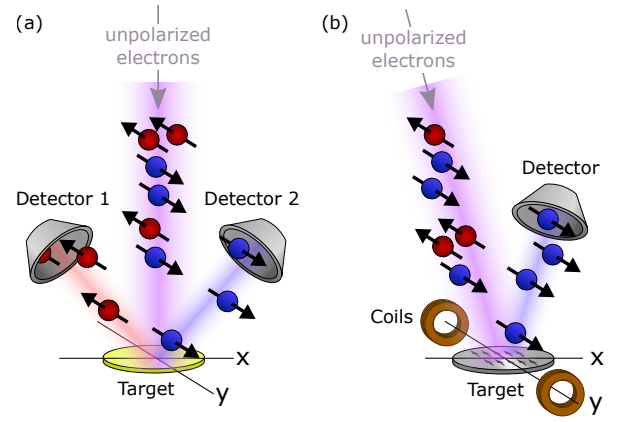 (a)
unpolarized
electrons
Detector 1
Detector 2
x
Target
y
(b)
unpolarized
electrons
Detector
Coils
x
Target
y